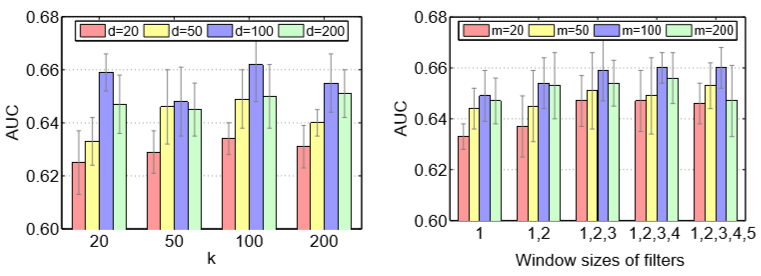 0.68
d=20 d=50 d=100 d=200
0.66
0.64
0.62
0.60
AUC
20 50 100 200
k
0.68
m=20 m=50 m=100 m=200
0.66
0.64
0.62
0.60
AUC
1 1,2 1,2,3 1,2,3,4 1,2,3,4,5
Window sizes of filters